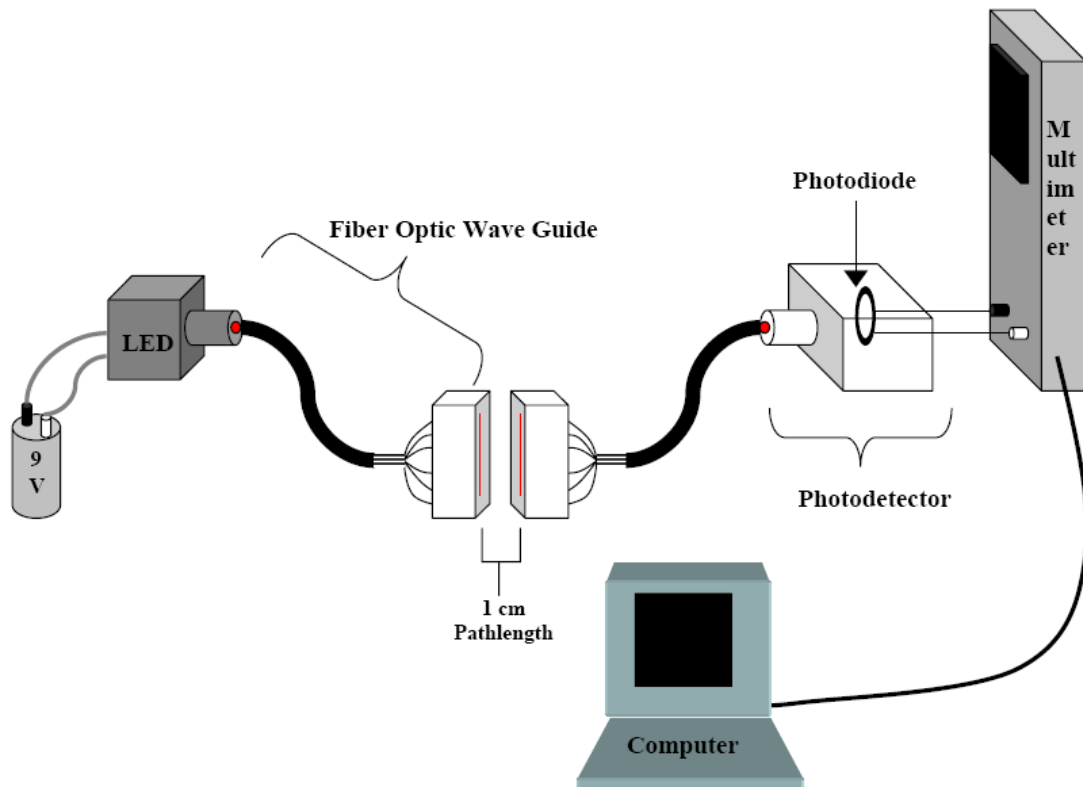 M
ult
im
et
er
Photodiode
Fiber Optic Wave Guide
LED
9
V
Photodetector
1 cm
Pathlength
Computer